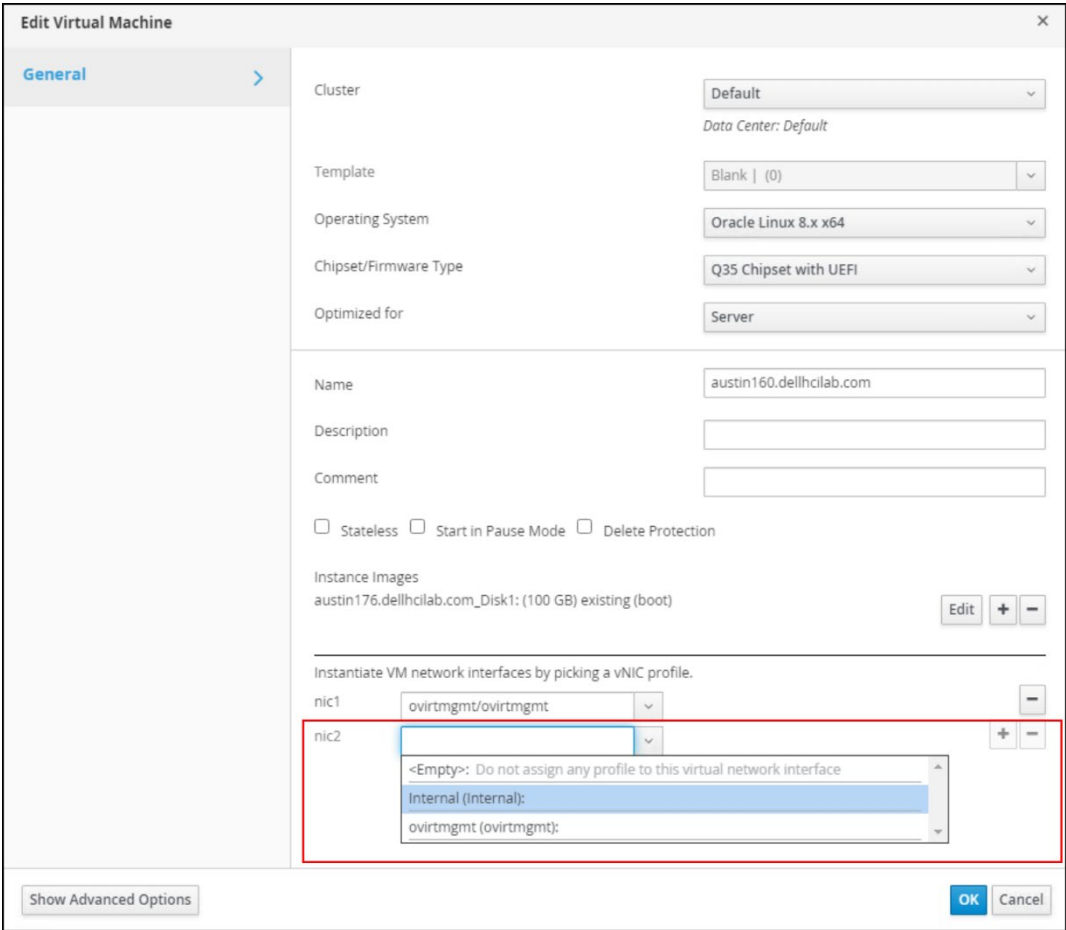 Edit Virtual Machine ×
General
Cluster Default
Data Center: Default
Template Blank | (0)
Operating System Oracle Linux 8.x x64
Chipset/Firmware Type Q35 Chipset with UEFI
Optimized for Server
Name austin160.dellhcilab.com
Description
Comment
Stateless Start in Pause Mode Delete Protection
Instance Images
austin176.dellhcilab.com_Disk1: (100 GB) existing (boot) Edit + −
Instantiate VM network interfaces by picking a vNIC profile.
nic1 ovirtmgmt/ovirtmgmt −
nic2 + −
<Empty>: Do not assign any profile to this virtual network interface
Internal (Internal):
ovirtmgmt (ovirtmgmt):
Show Advanced Options OK Cancel